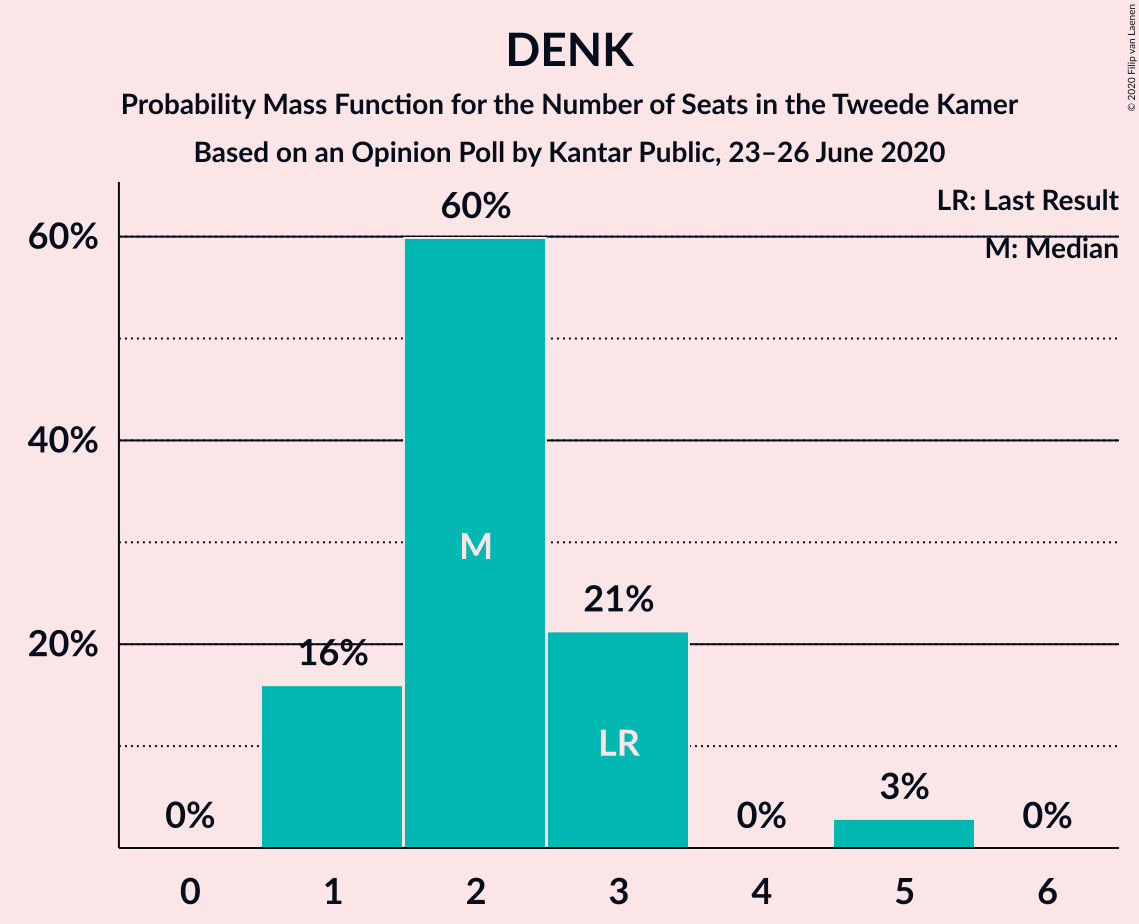 DENK
Probability Mass Function for the Number of Seats in the Tweede Kamer
Based on an Opinion Poll by Kantar Public, 23–26 June 2020
© 2020 Filip van Laenen
LR: Last Result
M: Median
60%
40%
20%
0%
16%
60%
M
21%
LR
0%
3%
0%
0 1 2 3 4 5 6